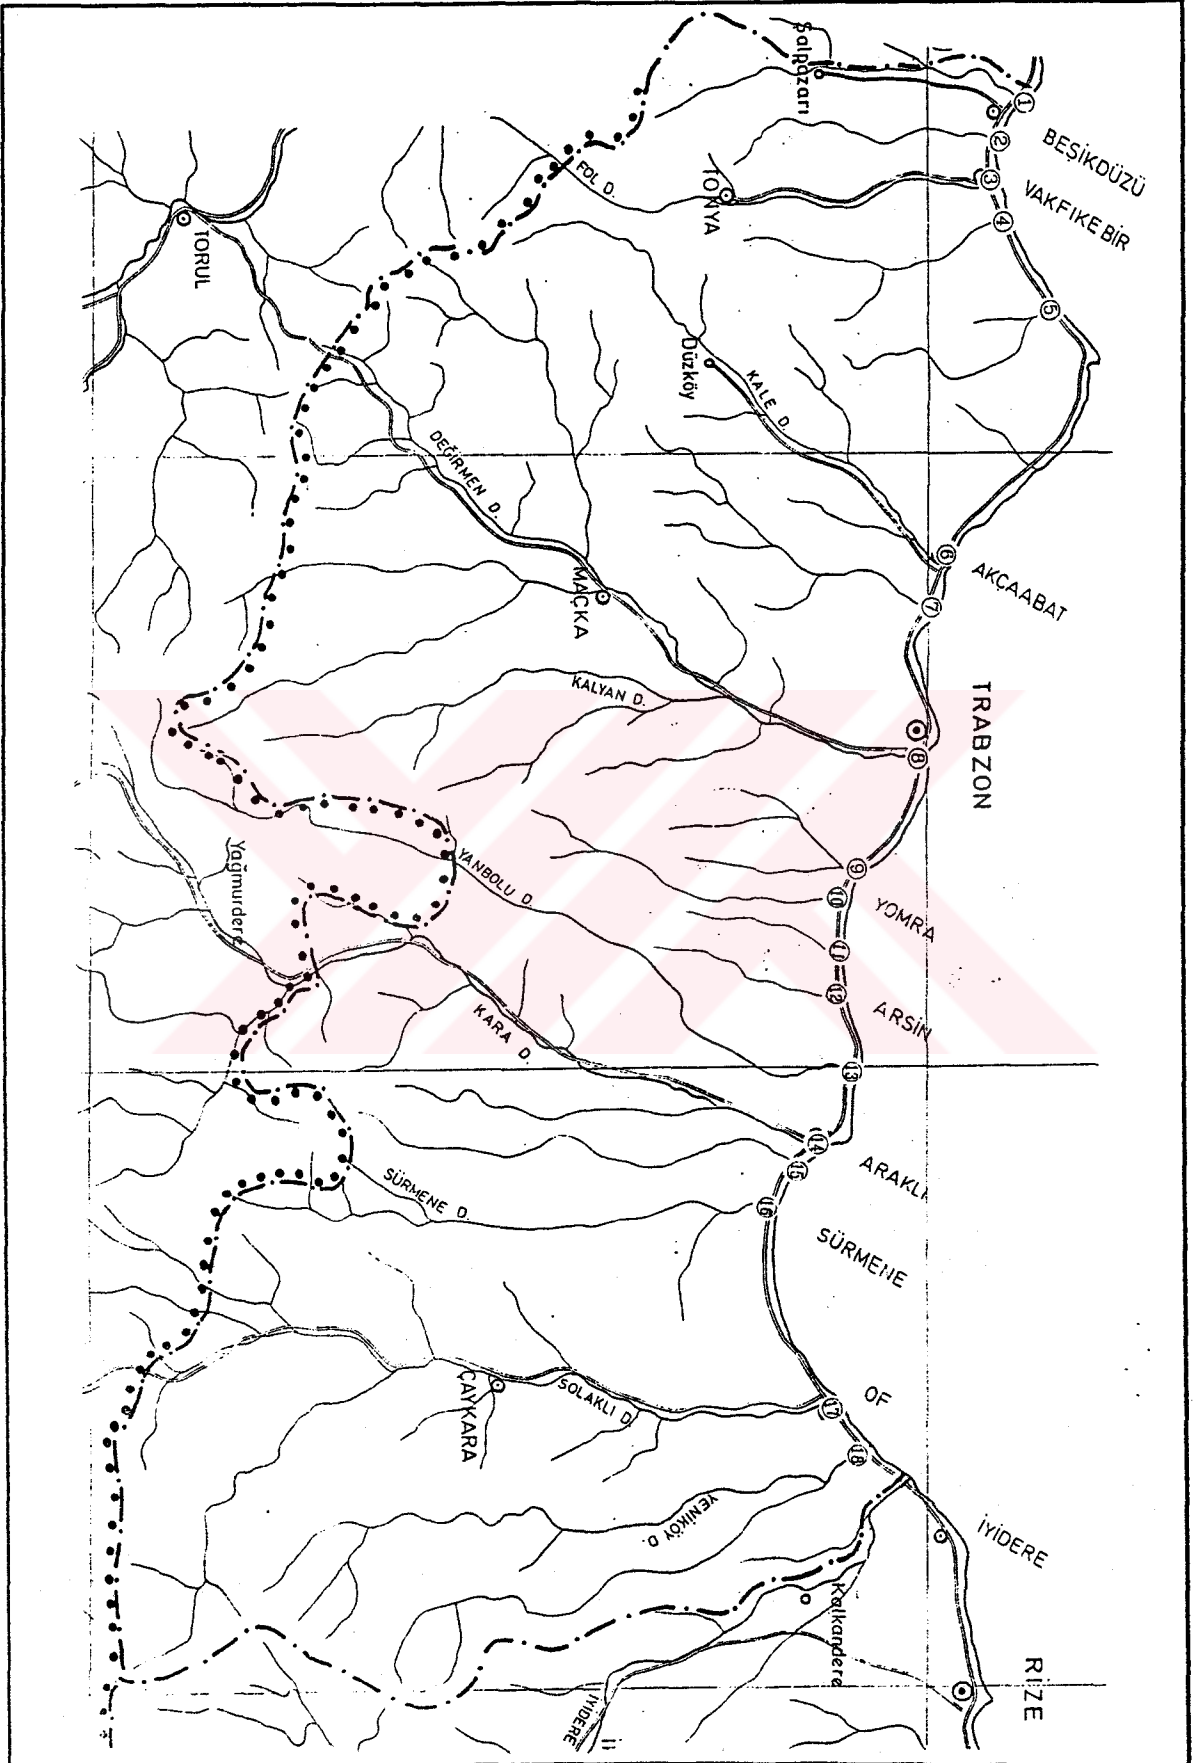 Şalpazarı
1
BEŞİKDÜZÜ
2
FOL D.
TONYA
3
VAKFIKEBİR
4
TORUL
5
Düzköy
KALE D.
DEĞİRMEN D.
6
AKÇAABAT
MAÇKA
7
KALYAN D.
TRABZON
8
Yağmurdere
YANBOLU D.
9
10
YOMRA
11
12
ARSİN
KARA D.
13
14
ARAKLI
15
SÜRMENE D.
16
SÜRMENE
ÇAYKARA
SOLAKLI D.
OF
17
18
YENİKÖY D.
İYİDERE
Kalkandere
RİZE
İYİDERE